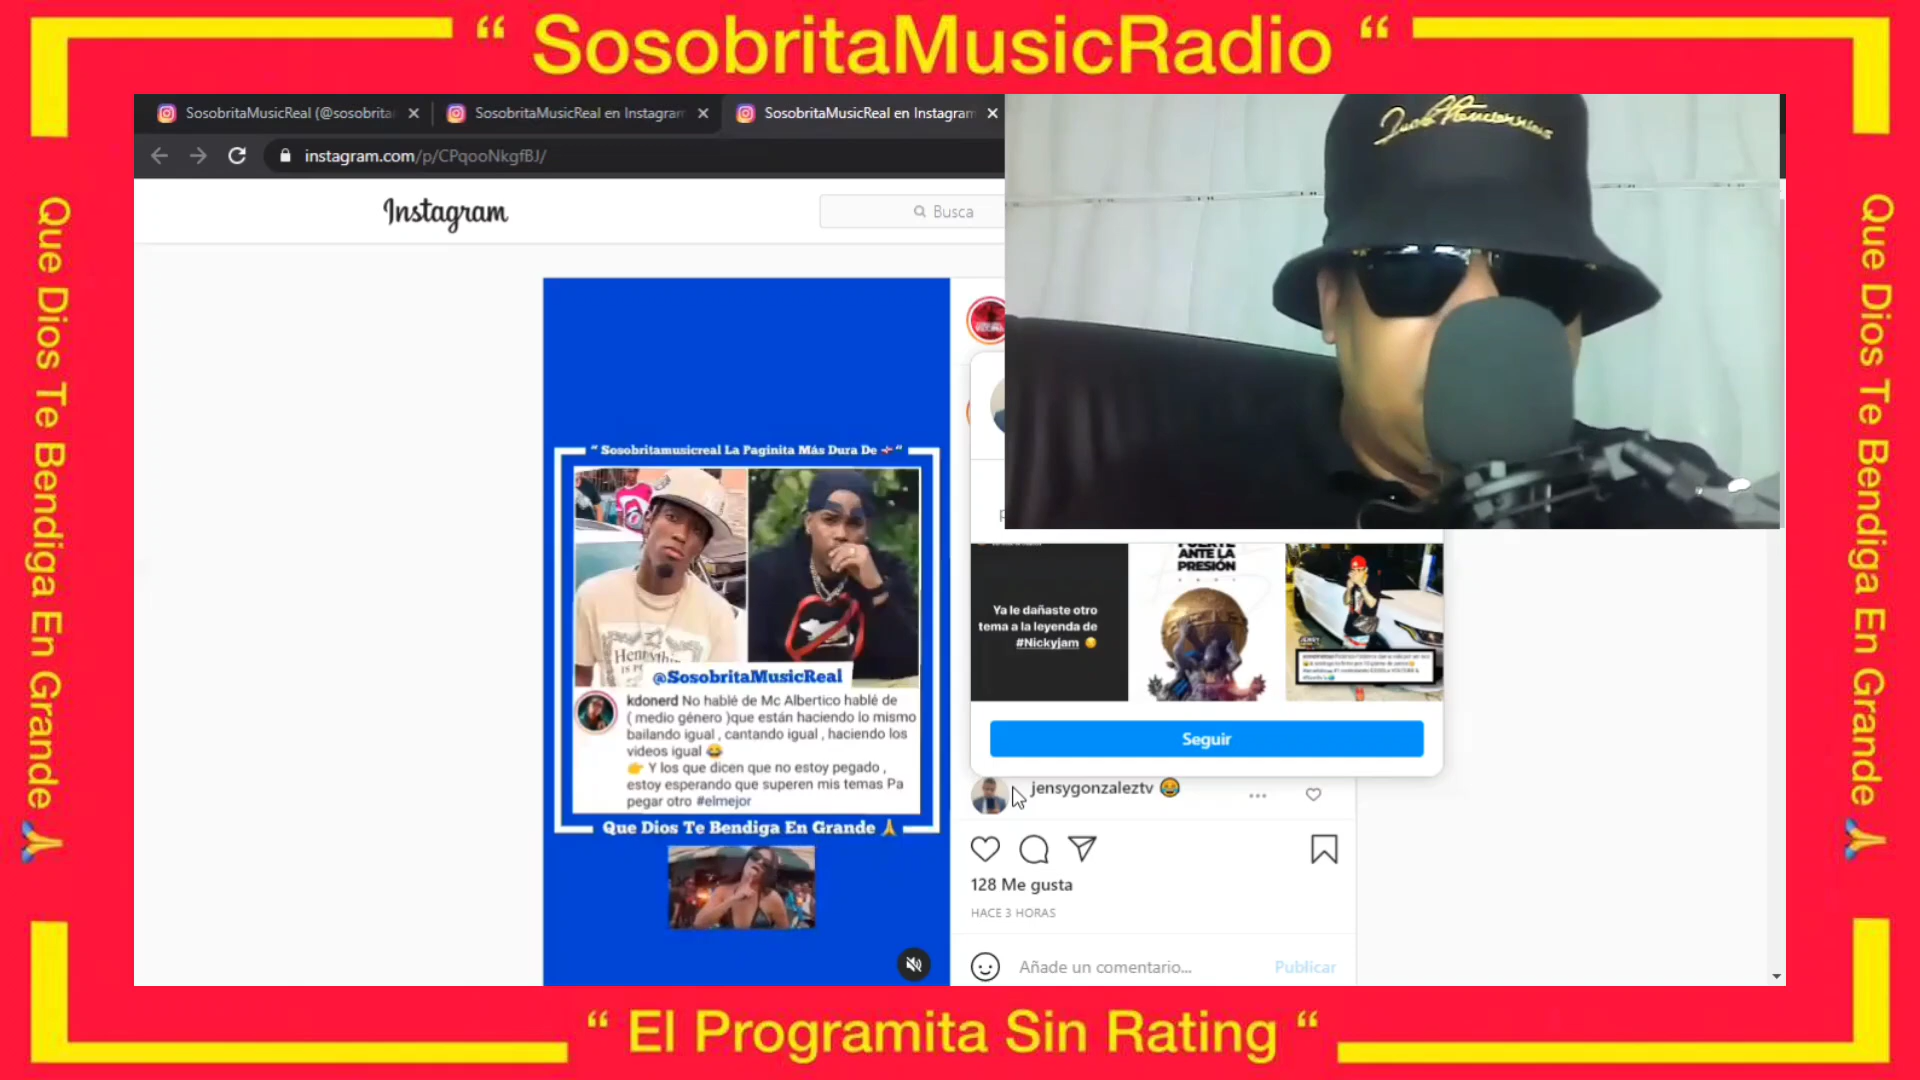 “ SosobritaMusicRadio “
SosobritaMusicReal (@sosobrita
SosobritaMusicReal en Instagram
SosobritaMusicReal en Instagram
instagram.com/p/CPqooNkgfBJ/
Instagram
Busca
Que Dios Te Bendiga En Grande 🙏
Que Dios Te Bendiga En Grande 🙏
“ Sosobritamusicreal La Paginita Más Dura De “
Henny
@SosobritaMusicReal
kdonerd No hablé de Mc Albertico hablé de
( medio género )que están haciendo lo mismo
bailando igual , cantando igual , haciendo los
videos igual 😂
👉 Y los que dicen que no estoy pegado ,
estoy esperando que superen mis temas Pa
pegar otro #elmejor
Que Dios Te Bendiga En Grande 🙏
Ya le dañaste otro
tema a la leyenda de
#Nickyjam
FUERTE
ANTE LA
PRESIÓN
Seguir
jensygonzaleztv 😂
128 Me gusta
HACE 3 HORAS
Añade un comentario...
Publicar
“ El Programita Sin Rating “